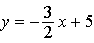 y = -3/2 x + 5